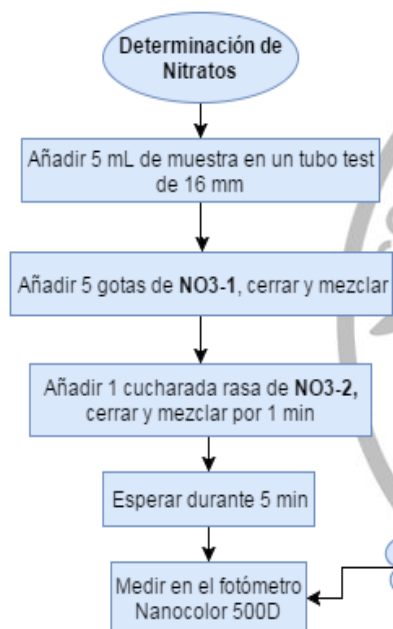 Determinación de
Nitratos
Añadir 5 mL de muestra en un tubo test
de 16 mm
Añadir 5 gotas de NO3-1, cerrar y mezclar
Añadir 1 cucharada rasa de NO3-2,
cerrar y mezclar por 1 min
Esperar durante 5 min
Medir en el fotómetro
Nanocolor 500D